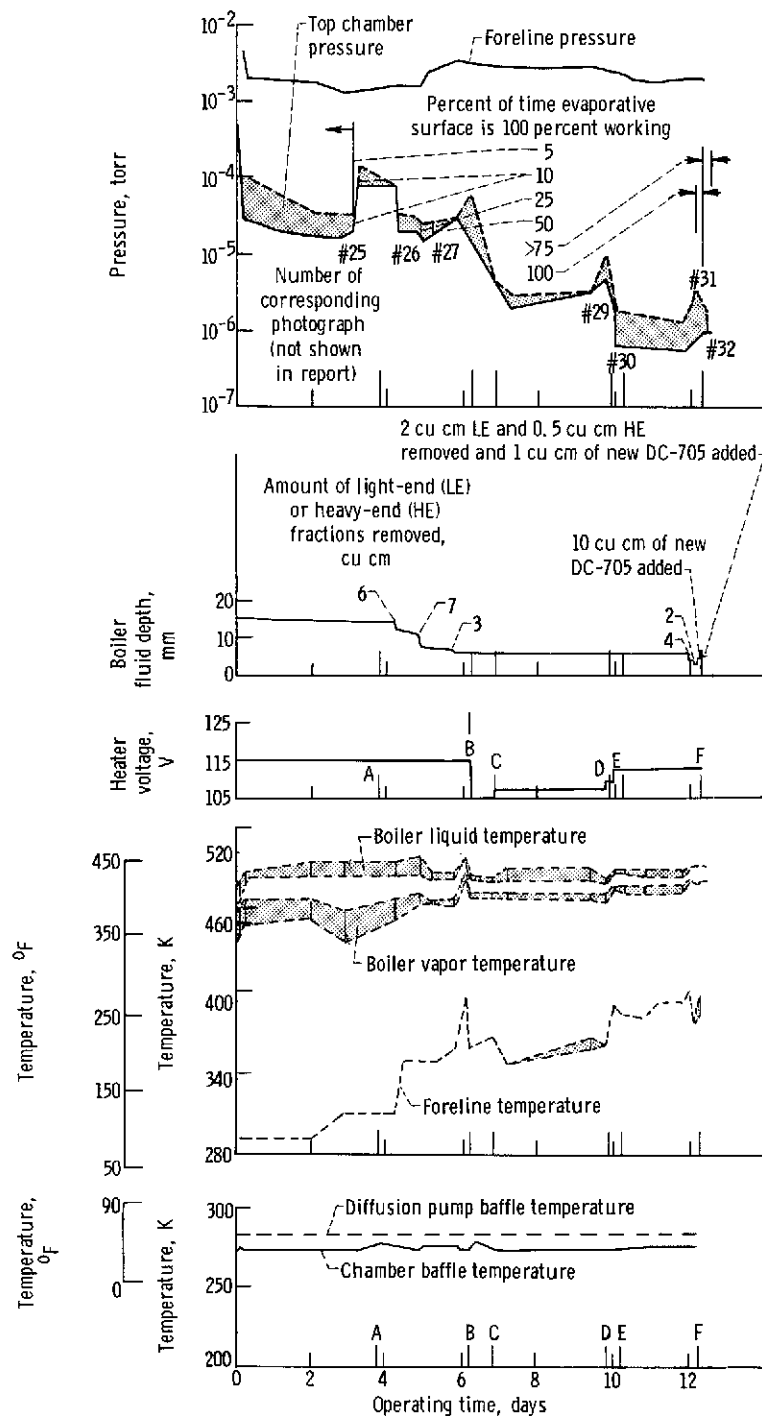 10⁻²
Top chamber
pressure
Foreline pressure
10⁻³
Percent of time evaporative
surface is 100 percent working
5
10
25
50
>75
100
10⁻⁴
10⁻⁵
10⁻⁶
10⁻⁷
Pressure, torr
#25
#26
#27
#29
#30
#31
#32
Number of
corresponding
photograph
(not shown
in report)
2 cu cm LE and 0.5 cu cm HE
removed and 1 cu cm of new DC-705 added
Amount of light-end (LE)
or heavy-end (HE)
fractions removed,
cu cm
10 cu cm of new
DC-705 added
6
7
3
2
4
20
10
0
Boiler
fluid depth,
mm
125
115
105
Heater
voltage,
V
A
B
C
D
E
F
Boiler liquid temperature
Boiler vapor temperature
Foreline temperature
450
350
250
150
50
Temperature, °F
520
460
400
340
280
Temperature, K
Diffusion pump baffle temperature
Chamber baffle temperature
90
0
Temperature,
°F
300
250
200
Temperature, K
A
B
C
D
E
F
0
2
4
6
8
10
12
Operating time, days